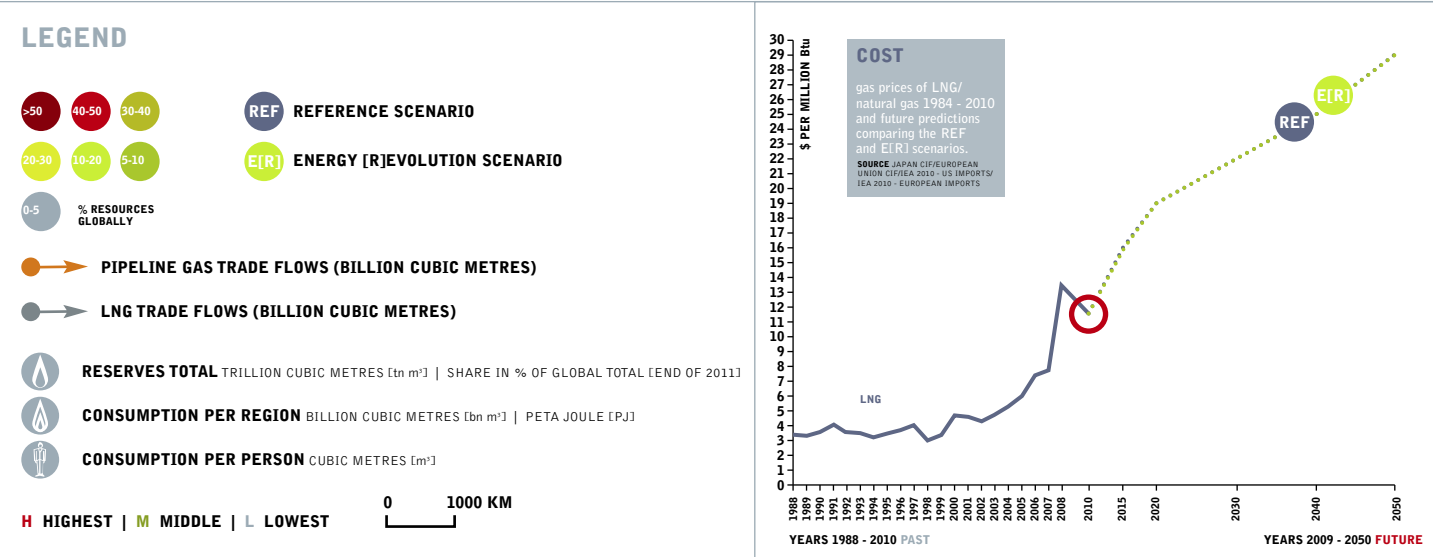 LEGEND
>50
40-50
30-40
REF
REFERENCE SCENARIO
20-30
10-20
5-10
E[R]
ENERGY [R]EVOLUTION SCENARIO
0-5
% RESOURCES
GLOBALLY
PIPELINE GAS TRADE FLOWS (BILLION CUBIC METRES)
LNG TRADE FLOWS (BILLION CUBIC METRES)
RESERVES TOTAL TRILLION CUBIC METRES [tn m³] | SHARE IN % OF GLOBAL TOTAL [END OF 2011]
CONSUMPTION PER REGION BILLION CUBIC METRES [bn m³] | PETA JOULE [PJ]
CONSUMPTION PER PERSON CUBIC METRES [m³]
H HIGHEST | M MIDDLE | L LOWEST
0 1000 KM
COST
gas prices of LNG/
natural gas 1984 - 2010
and future predictions
comparing the REF
and E[R] scenarios.
SOURCE JAPAN CIF/EUROPEAN
UNION CIF/IEA 2010 - US IMPORTS/
IEA 2010 - EUROPEAN IMPORTS
$ PER MILLION Btu
30
29
28
27
26
25
24
23
22
21
20
19
18
17
16
15
14
13
12
11
10
9
8
7
6
5
4
3
2
1
0
E[R]
REF
LNG
1988
1989
1990
1991
1992
1993
1994
1995
1996
1997
1998
1999
2000
2001
2002
2003
2004
2005
2006
2007
2008
2010
2015
2020
2030
2040
2050
YEARS 1988 - 2010 PAST
YEARS 2009 - 2050 FUTURE